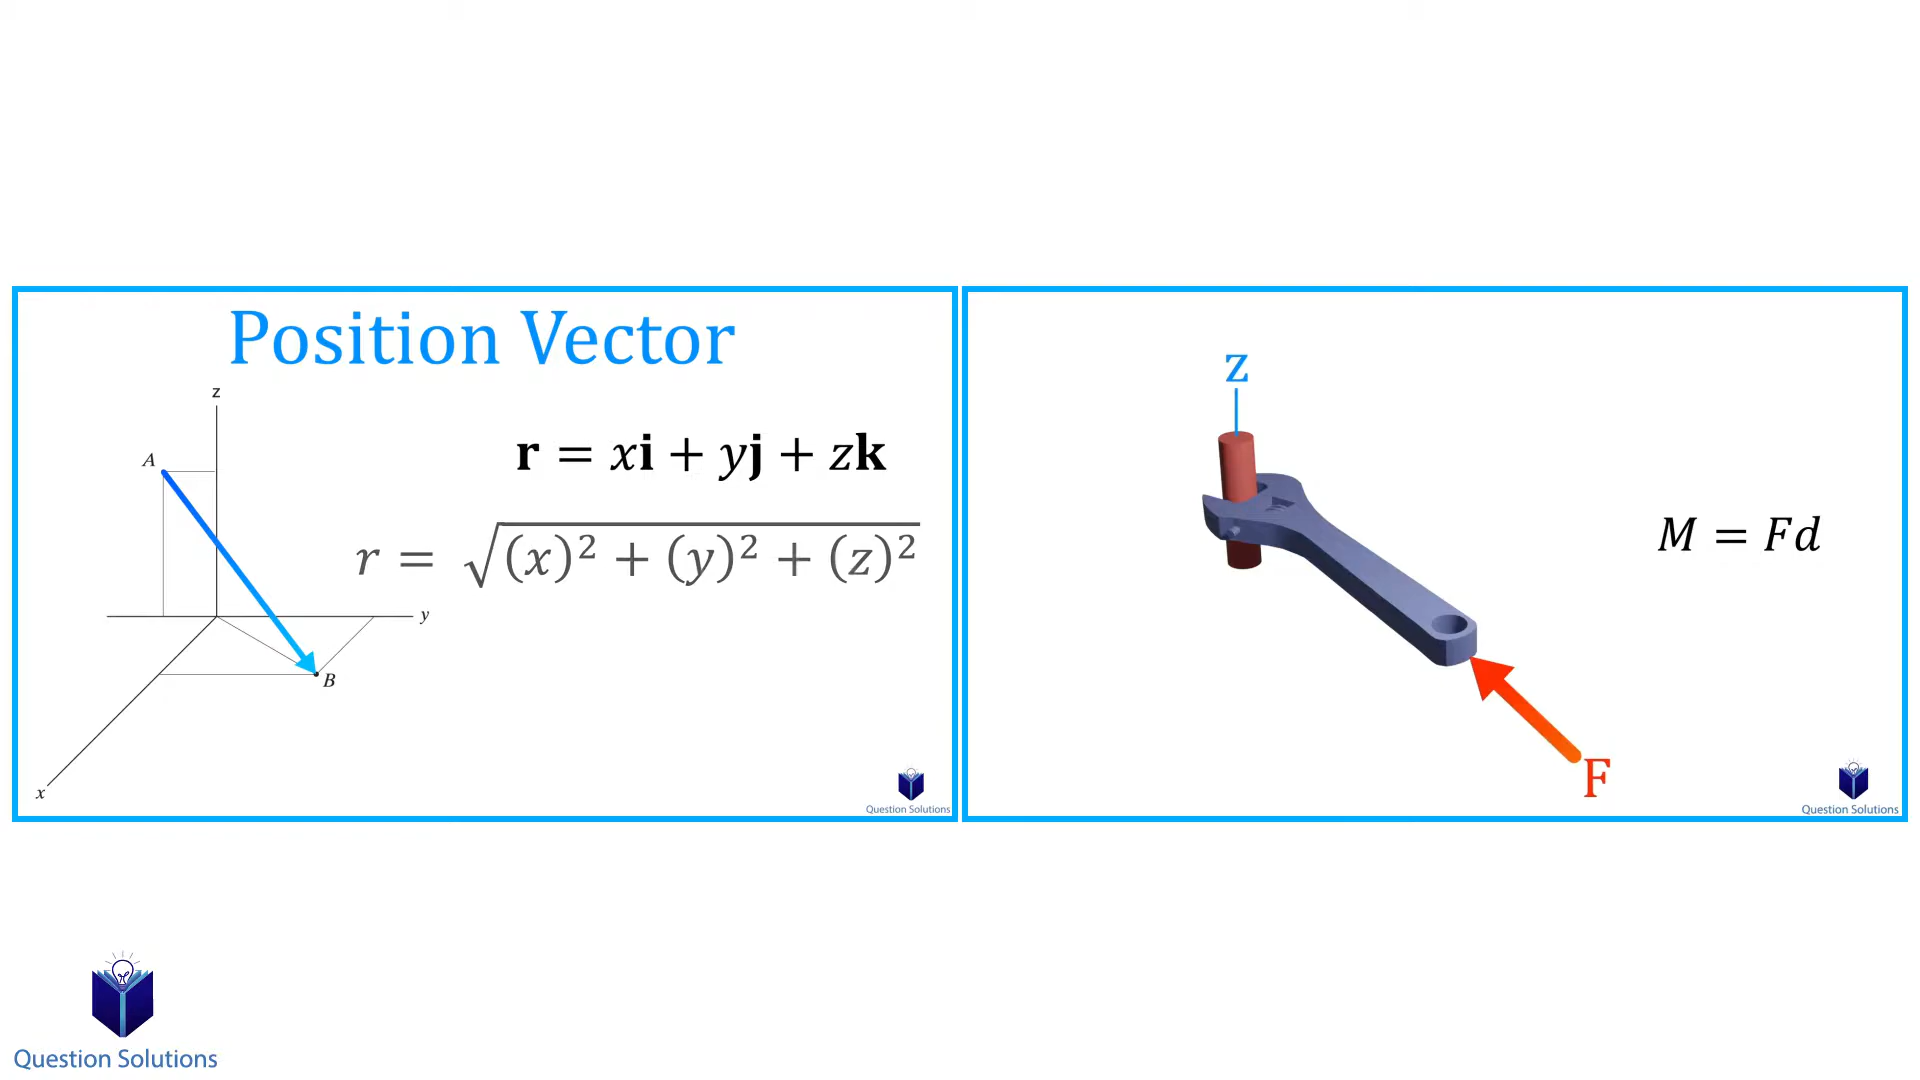 Position Vector
z
A
r = xi + yj + zk
r = √(x)² + (y)² + (z)²
y
B
x
Question Solutions
z
M = Fd
F
Question Solutions
Question Solutions